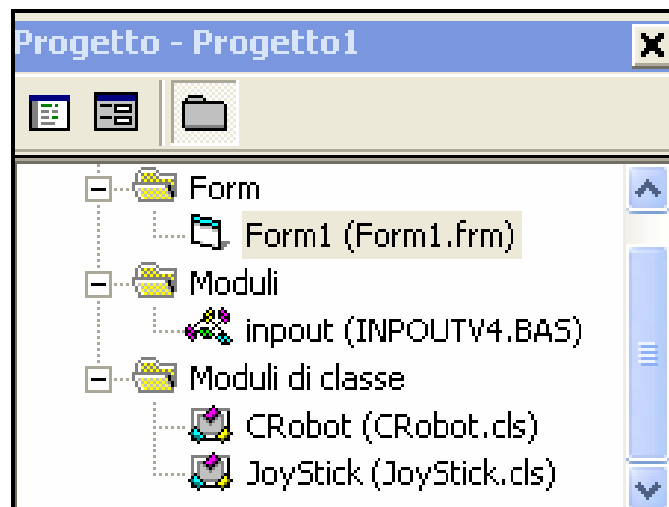 Progetto - Progetto1
Form
Form1 (Form1.frm)
Moduli
inpout (INPOUTV4.BAS)
Moduli di classe
CRobot (CRobot.cls)
JoyStick (JoyStick.cls)